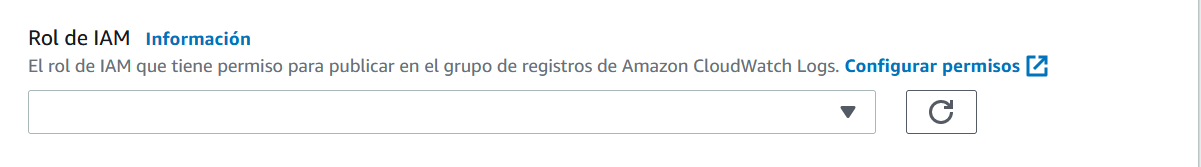 Rol de IAM Información
El rol de IAM que tiene permiso para publicar en el grupo de registros de Amazon CloudWatch Logs. Configurar permisos